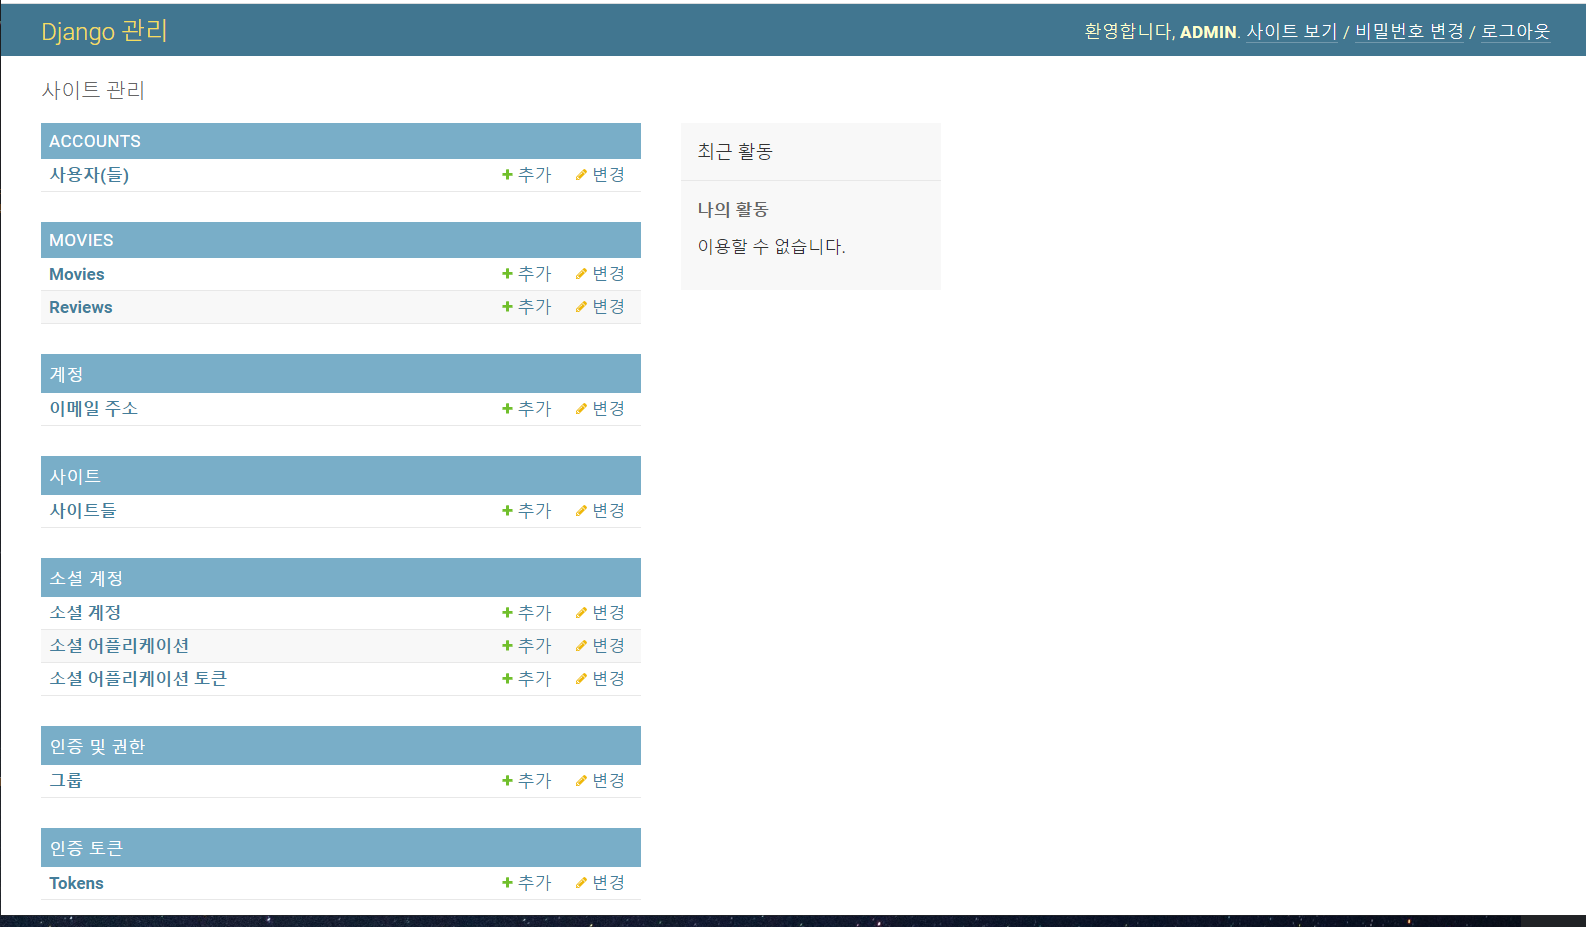 Django 관리
환영합니다, ADMIN. 사이트 보기 / 비밀번호 변경 / 로그아웃
사이트 관리
ACCOUNTS
사용자(들) 추가 변경
MOVIES
Movies 추가 변경
Reviews 추가 변경
계정
이메일 주소 추가 변경
사이트
사이트들 추가 변경
소셜 계정
소셜 계정 추가 변경
소셜 어플리케이션 추가 변경
소셜 어플리케이션 토큰 추가 변경
인증 및 권한
그룹 추가 변경
인증 토큰
Tokens 추가 변경
최근 활동
나의 활동
이용할 수 없습니다.